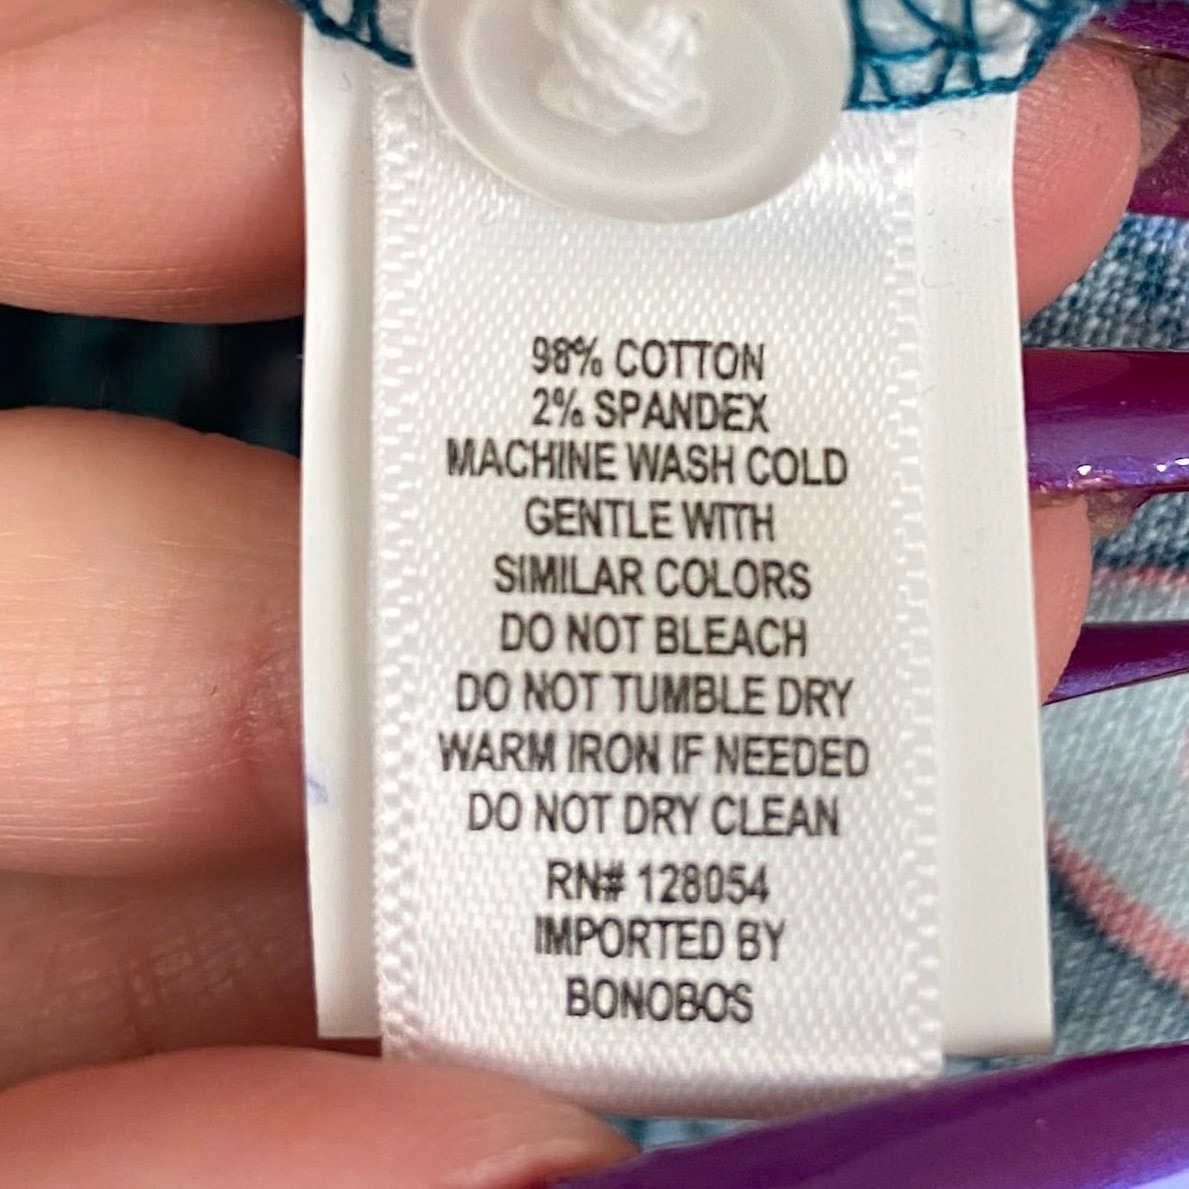 98% COTTON
2% SPANDEX
MACHINE WASH COLD
GENTLE WITH
SIMILAR COLORS
DO NOT BLEACH
DO NOT TUMBLE DRY
WARM IRON IF NEEDED
DO NOT DRY CLEAN
RN# 128054
IMPORTED BY
BONOBOS